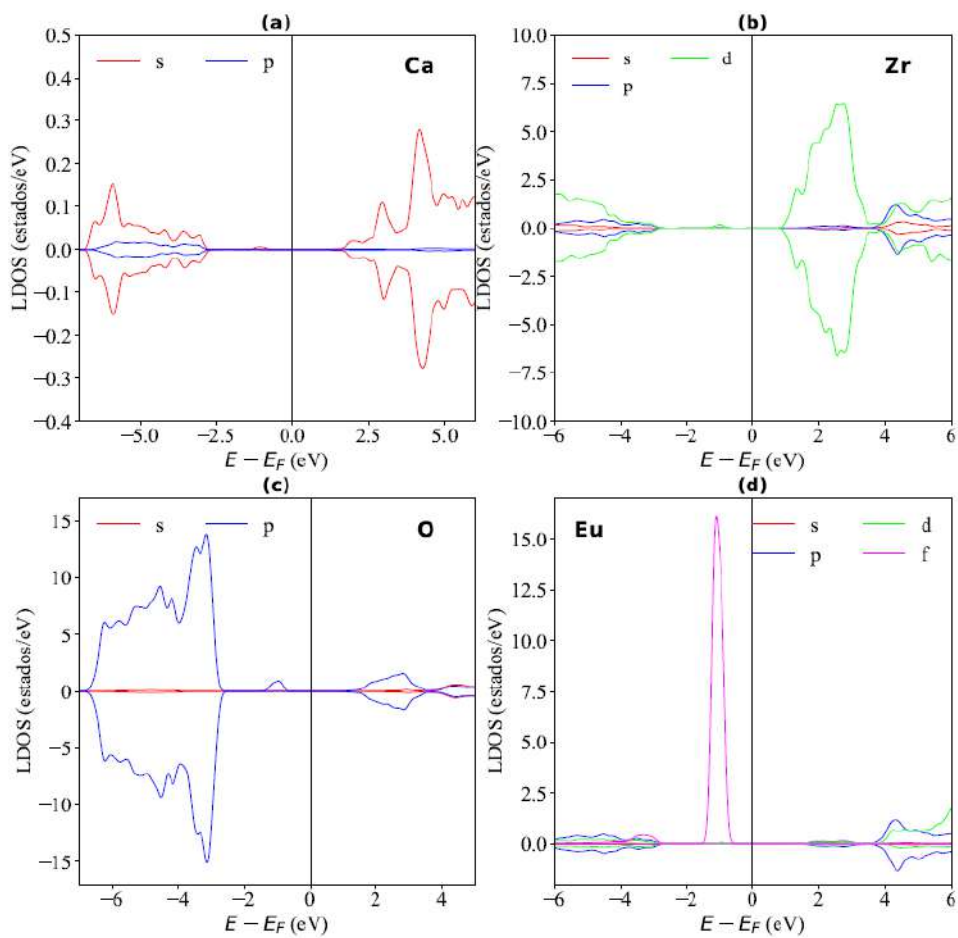 (a)
0.5
0.4
0.3
0.2
0.1
0.0
−0.1
−0.2
−0.3
−0.4
LDOS (estados/eV)
s p
Ca
−5.0 −2.5 0.0 2.5 5.0
E − E_F (eV)
(b)
10.0
7.5
5.0
2.5
0.0
−2.5
−5.0
−7.5
−10.0
LDOS (estados/eV)
s d
p
Zr
−6 −4 −2 0 2 4 6
E − E_F (eV)
(c)
15
10
5
0
−5
−10
−15
LDOS (estados/eV)
s p
O
−6 −4 −2 0 2 4
E − E_F (eV)
(d)
15.0
12.5
10.0
7.5
5.0
2.5
0.0
LDOS (estados/eV)
Eu
s d
p f
−6 −4 −2 0 2 4 6
E − E_F (eV)